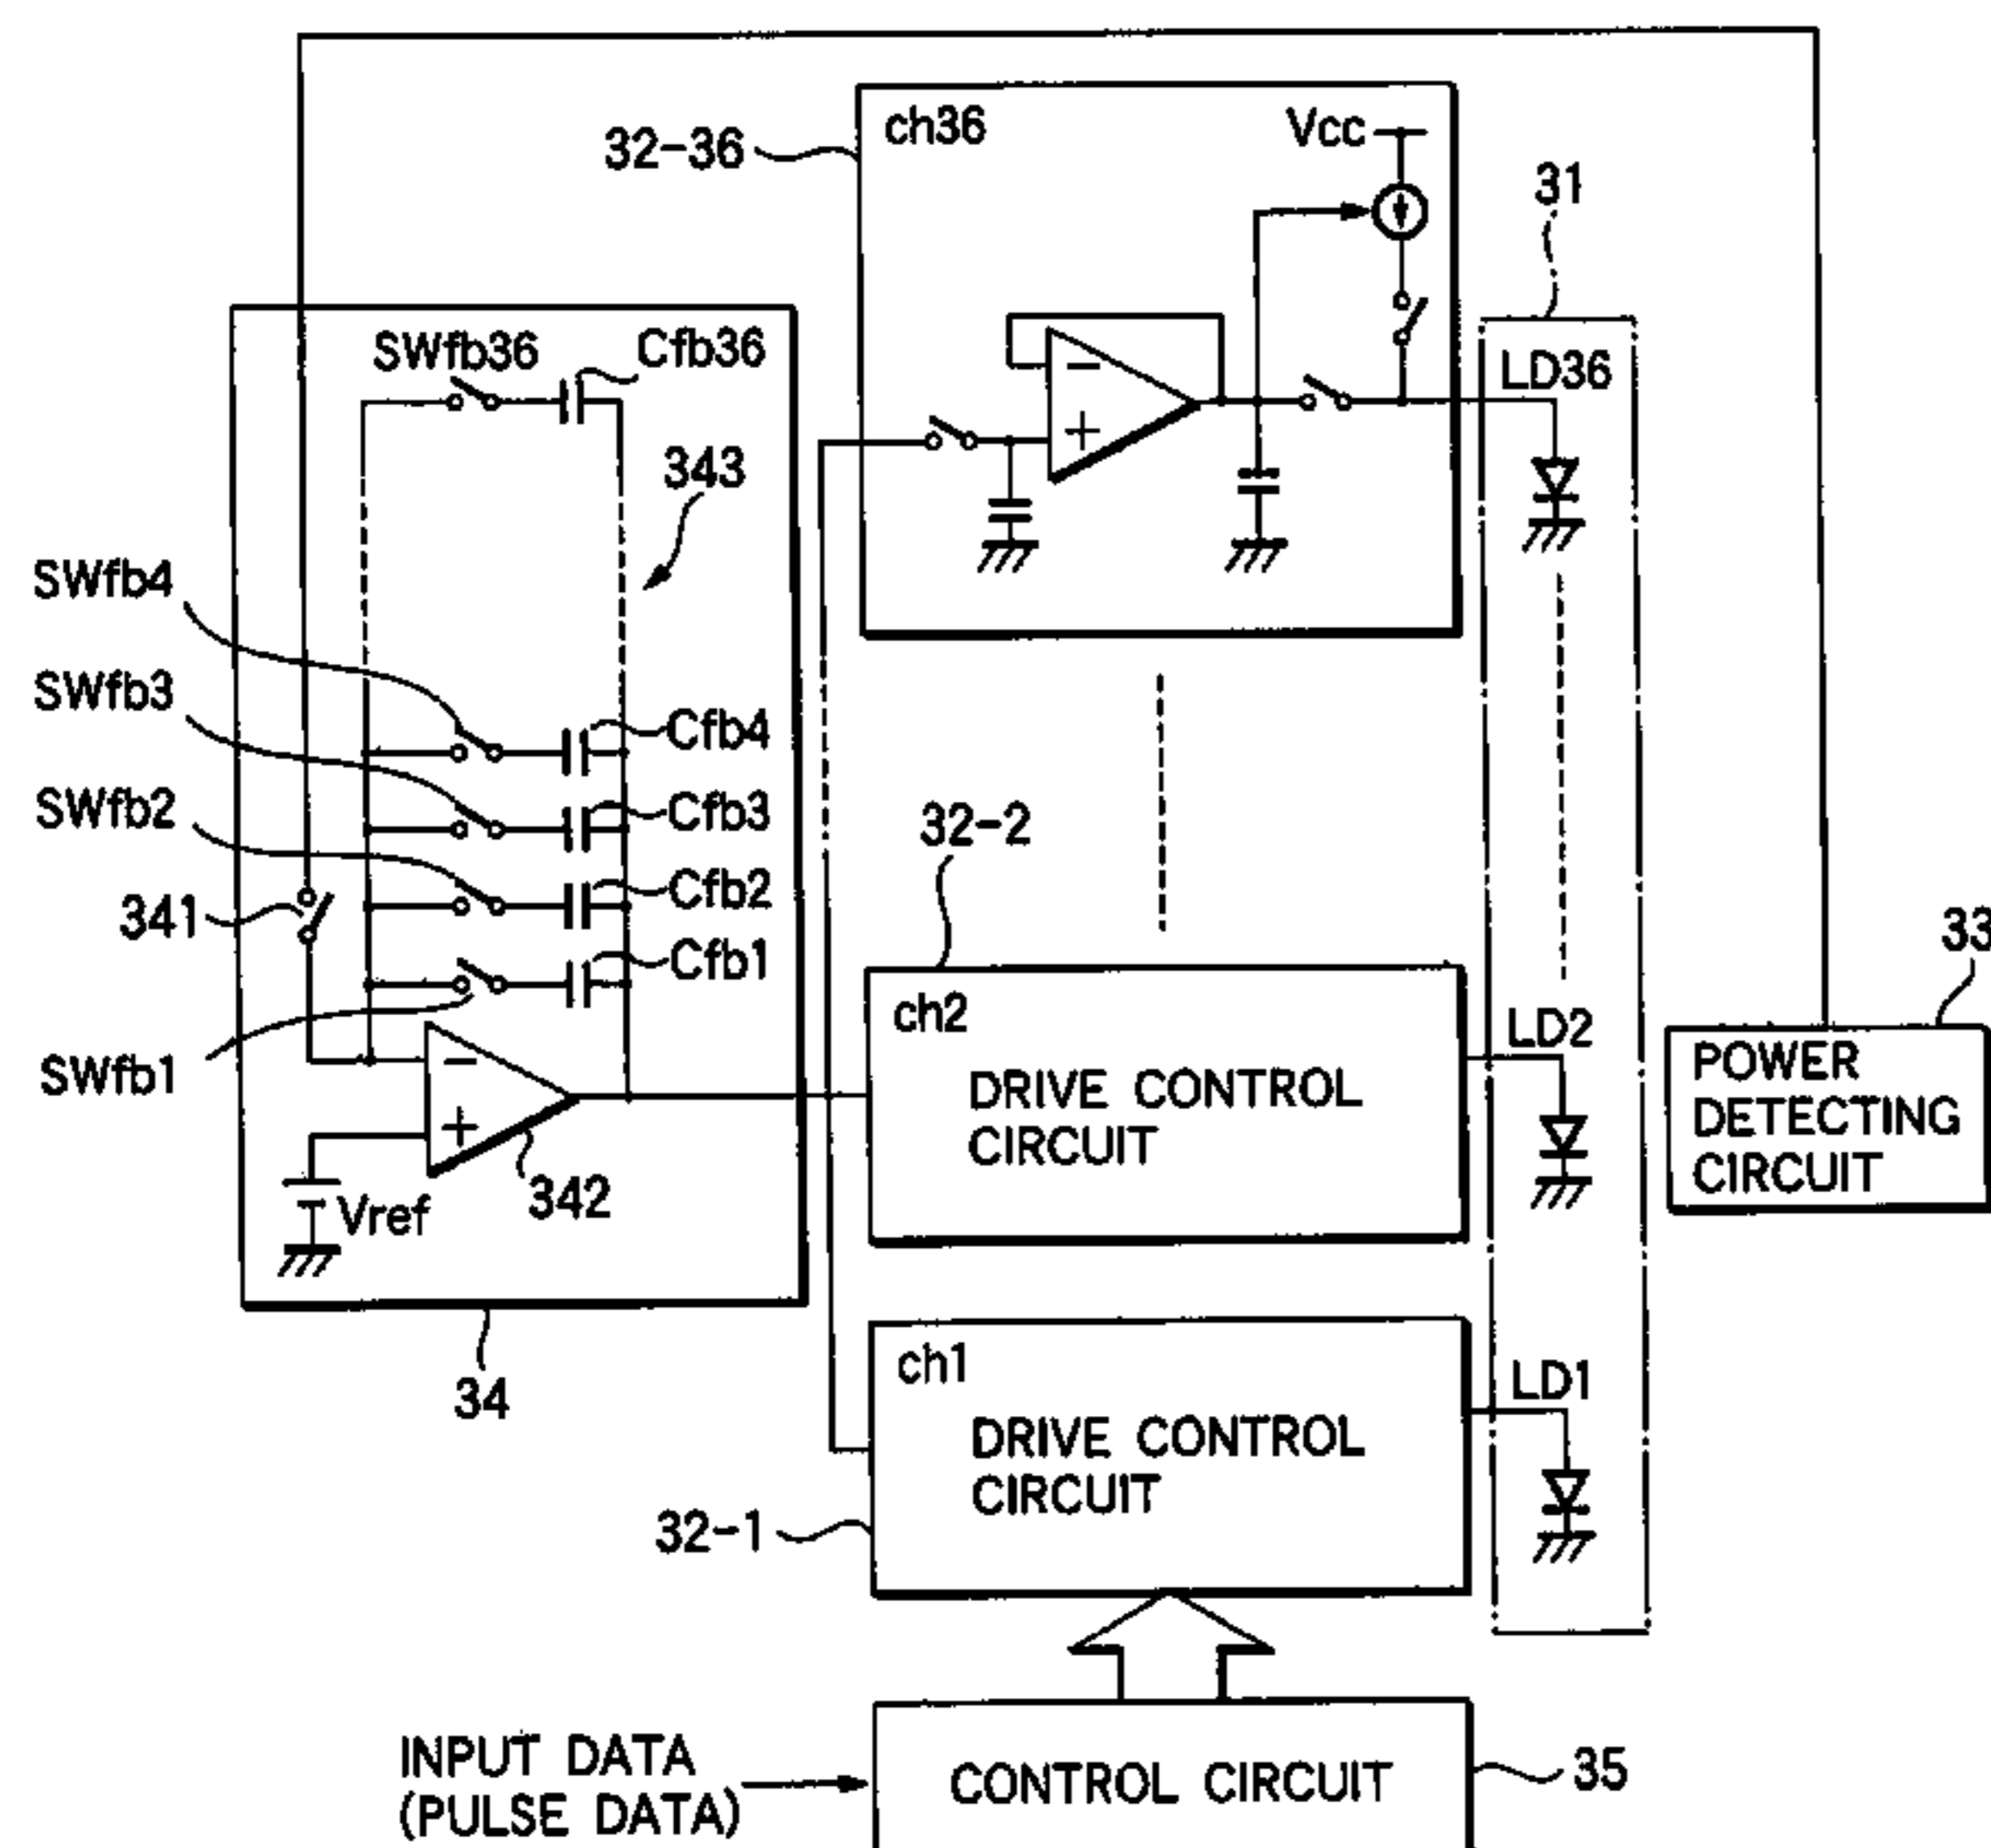 ch36
Vcc
32-36
31
SWfb36
Cfb36
LD36
343
SWfb4
SWfb3
Cfb4
SWfb2
Cfb3
32-2
341
Cfb2
33
Cfb1
ch2
LD2
SWfb1
POWER
DETECTING
CIRCUIT
DRIVE CONTROL
CIRCUIT
Vref
342
ch1
LD1
34
DRIVE CONTROL
CIRCUIT
32-1
INPUT DATA
(PULSE DATA)
CONTROL CIRCUIT
35